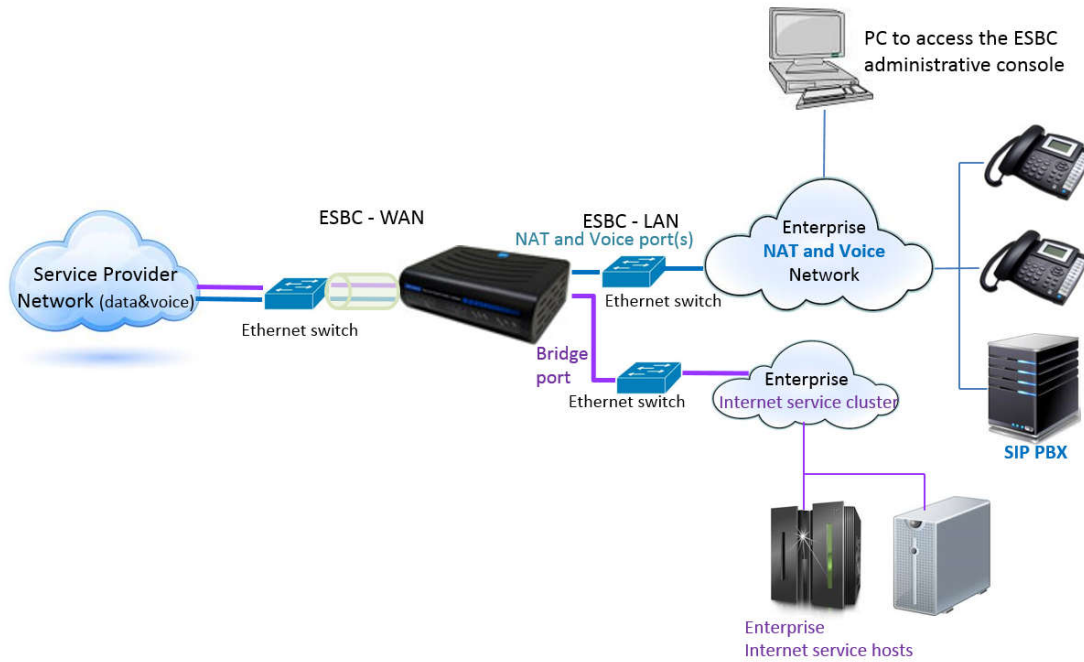 PC to access the ESBC
administrative console
ESBC - WAN
ESBC - LAN
NAT and Voice port(s)
Enterprise
NAT and Voice
Network
Service Provider
Network (data&voice)
Ethernet switch
Ethernet switch
Bridge
port
Ethernet switch
Enterprise
Internet service cluster
SIP PBX
Enterprise
Internet service hosts